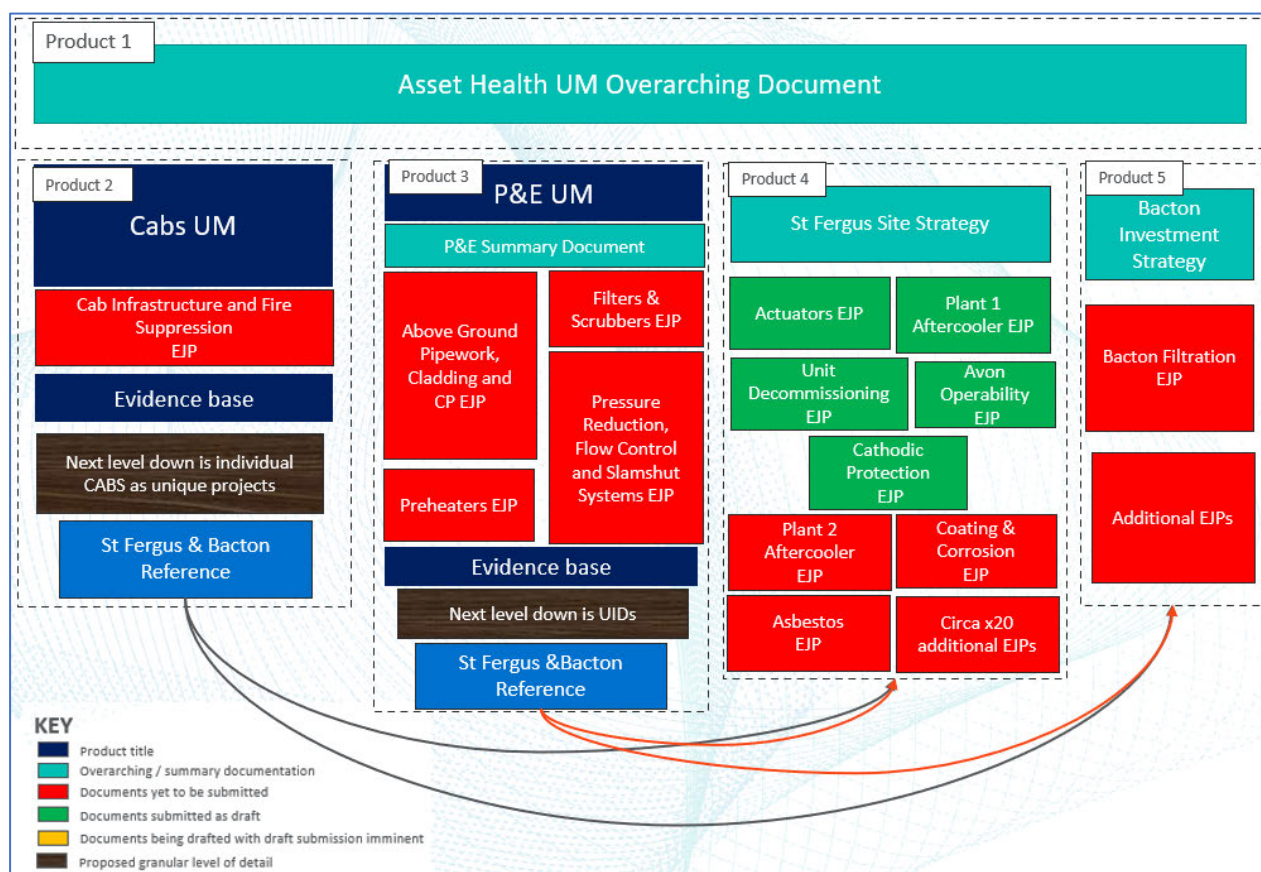 Product 1
Asset Health UM Overarching Document
Product 2
Cabs UM
Cab Infrastructure and Fire
Suppression
EJP
Evidence base
Next level down is individual
CABS as unique projects
St Fergus & Bacton
Reference
Product 3
P&E UM
P&E Summary Document
Above Ground
Pipework,
Cladding and
CP EJP
Filters &
Scrubbers EJP
Pressure
Reduction,
Flow Control
and Slamshut
Systems EJP
Preheaters EJP
Evidence base
Next level down is UIDs
St Fergus &Bacton
Reference
Product 4
St Fergus Site Strategy
Actuators EJP
Plant 1
Aftercooler EJP
Unit
Decommissioning
EJP
Avon
Operability
EJP
Cathodic
Protection
EJP
Plant 2
Aftercooler
EJP
Coating &
Corrosion
EJP
Asbestos
EJP
Circa x20
additional EJPs
Product 5
Bacton
Investment
Strategy
Bacton Filtration
EJP
Additional EJPs
KEY
Product title
Overarching / summary documentation
Documents yet to be submitted
Documents submitted as draft
Documents being drafted with draft submission imminent
Proposed granular level of detail